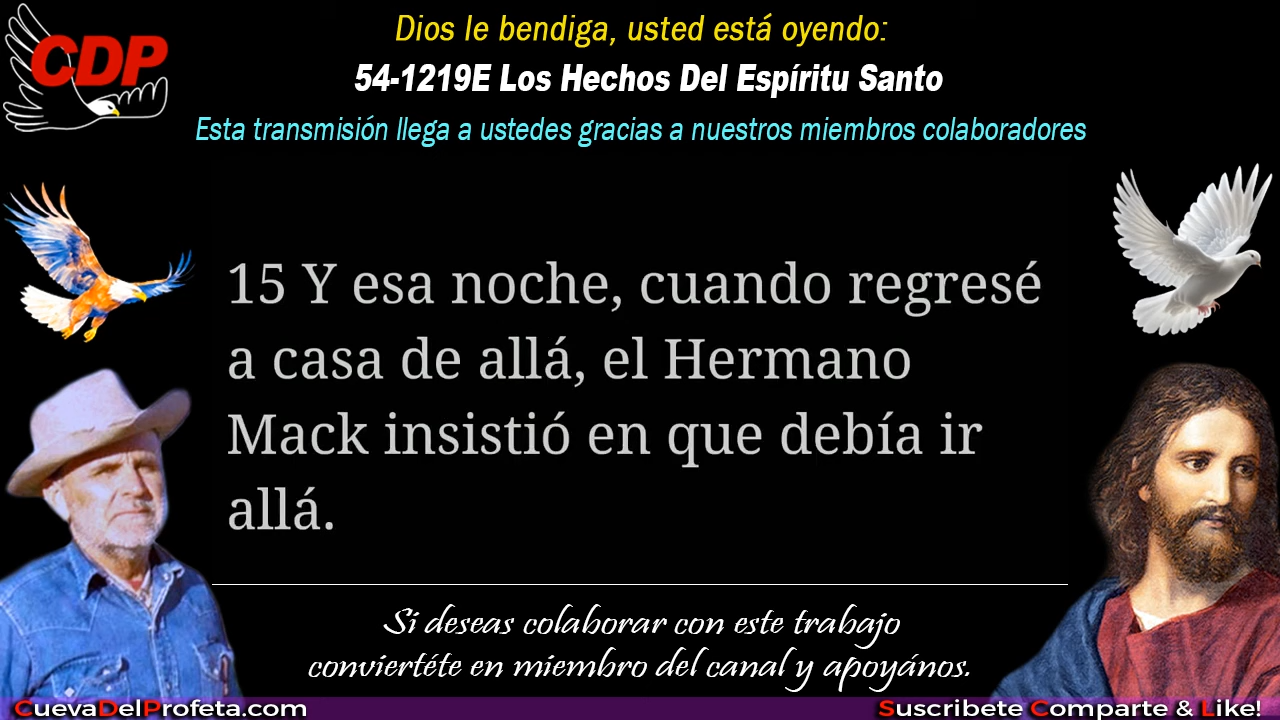 CDP
Dios le bendiga, usted está oyendo:
54-1219E Los Hechos Del Espíritu Santo
Esta transmisión llega a ustedes gracias a nuestros miembros colaboradores
15 Y esa noche, cuando regresé
a casa de allá, el Hermano
Mack insistió en que debía ir
allá.
Si deseas colaborar con este trabajo
conviertéte en miembro del canal y apoyános.
CuevaDelProfeta.com
Suscribete Comparte & Like!